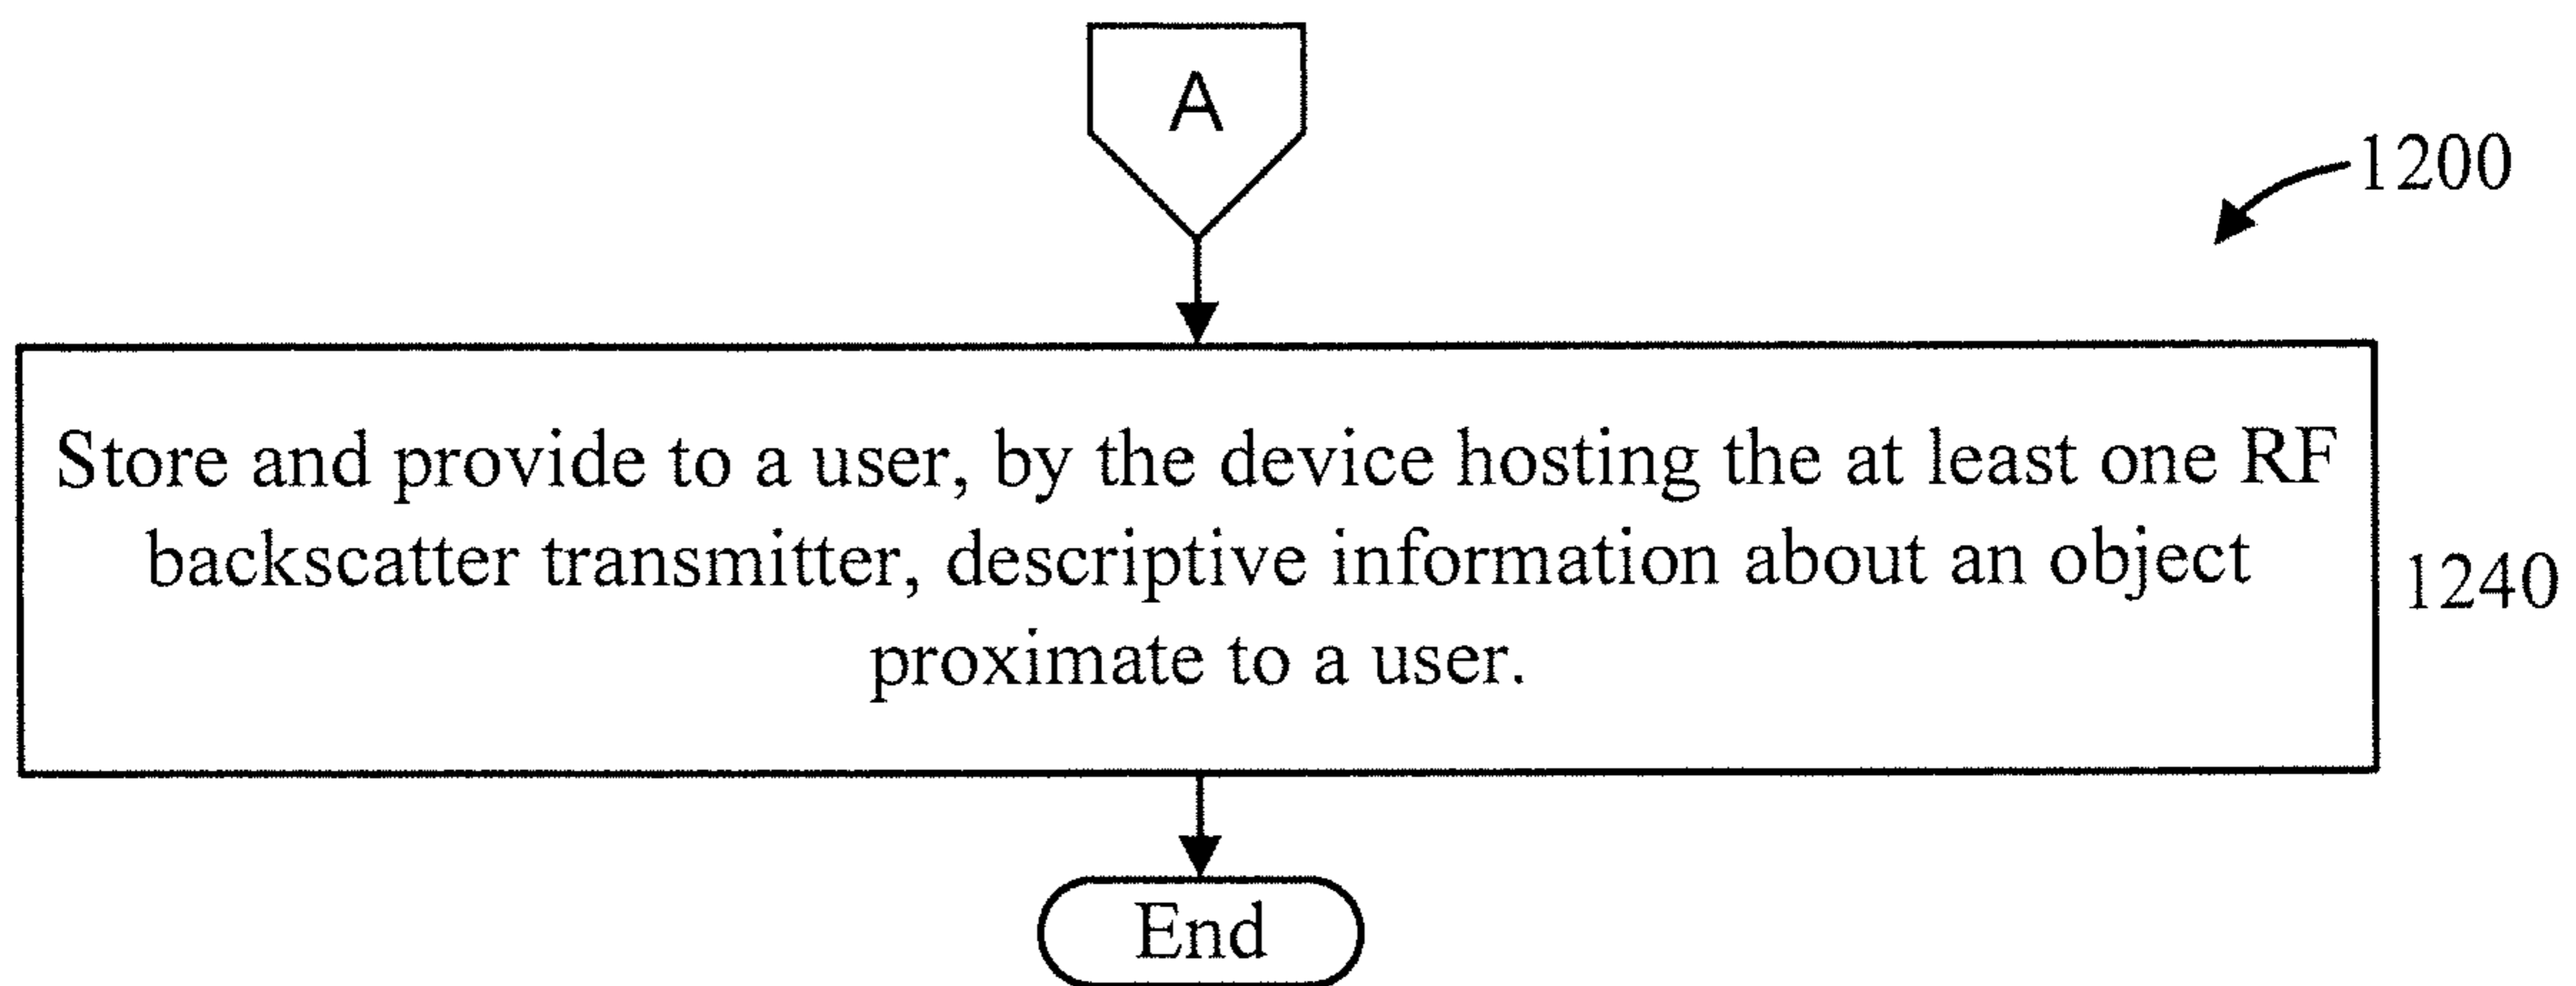 A
1200
Store and provide to a user, by the device hosting the at least one RF
backscatter transmitter, descriptive information about an object
proximate to a user.
1240
End